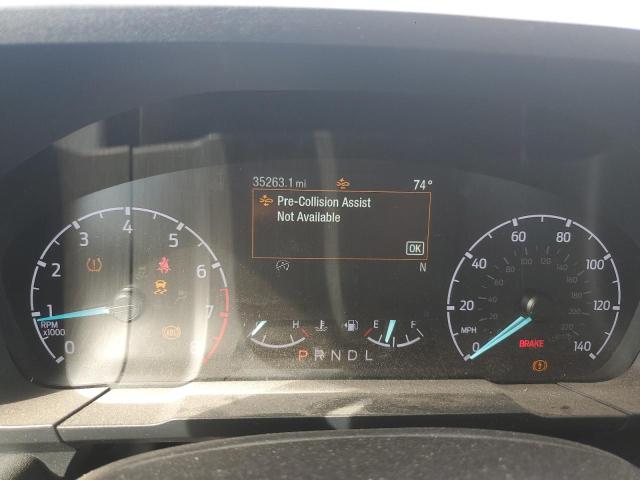 35263.1 mi 74°
Pre-Collision Assist
Not Available
OK
N
0 1 2 3 4 5 6 7 8
RPM
x1000
H E F
PRNDL
0 20 40 60 80 100 120 140
MPH
BRAKE